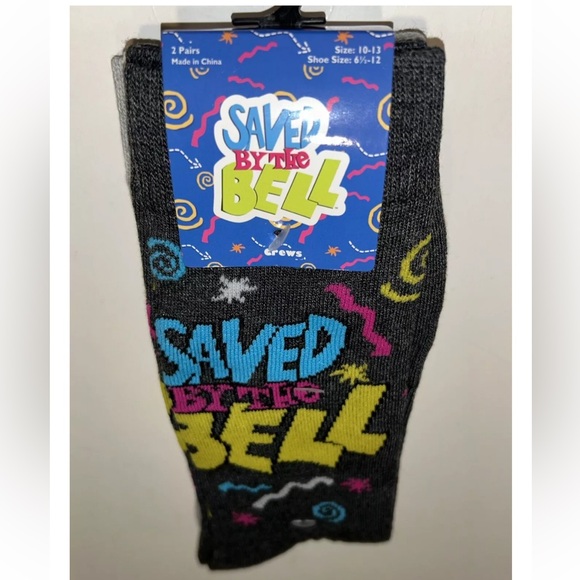 2 Pairs
Made in China
Size: 10-13
Shoe Size: 6½-12
SAVED
BY THE
BELL
Crews
SAVED
BY THE
BELL